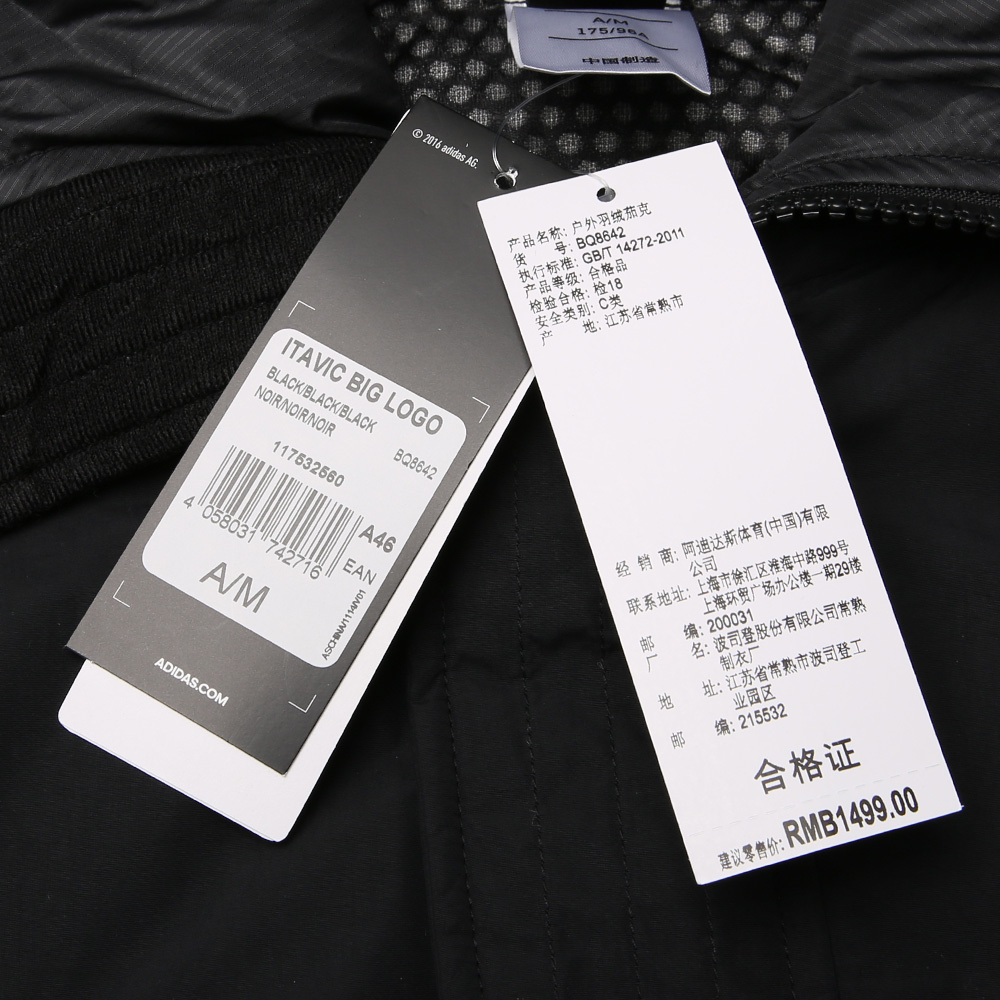 A/M
175/96A
中国制造
© 2016 adidas AG.
ITAVIC BIG LOGO
BLACK/BLACK/BLACK
NOIR/NOIR/NOIR
BQ8642
117532560
4 058031 742716
A46
EAN
A/M
ASCHINA/1114/V01
ADIDAS.COM
产品名称: 户外羽绒茄克
货 号: BQ8642
执行标准: GB/T 14272-2011
产品等级: 合格品
检验合格: 检18
安全类别: C类
产 地: 江苏省常熟市
经 销 商: 阿迪达斯体育(中国)有限
公司
联系地址: 上海市徐汇区淮海中路999号
上海环贸广场办公楼一期29楼
邮 编: 200031
厂 名: 波司登股份有限公司常熟
制衣厂
地 址: 江苏省常熟市波司登工
业园区
邮 编: 215532
合格证
建议零售价: RMB1499.00